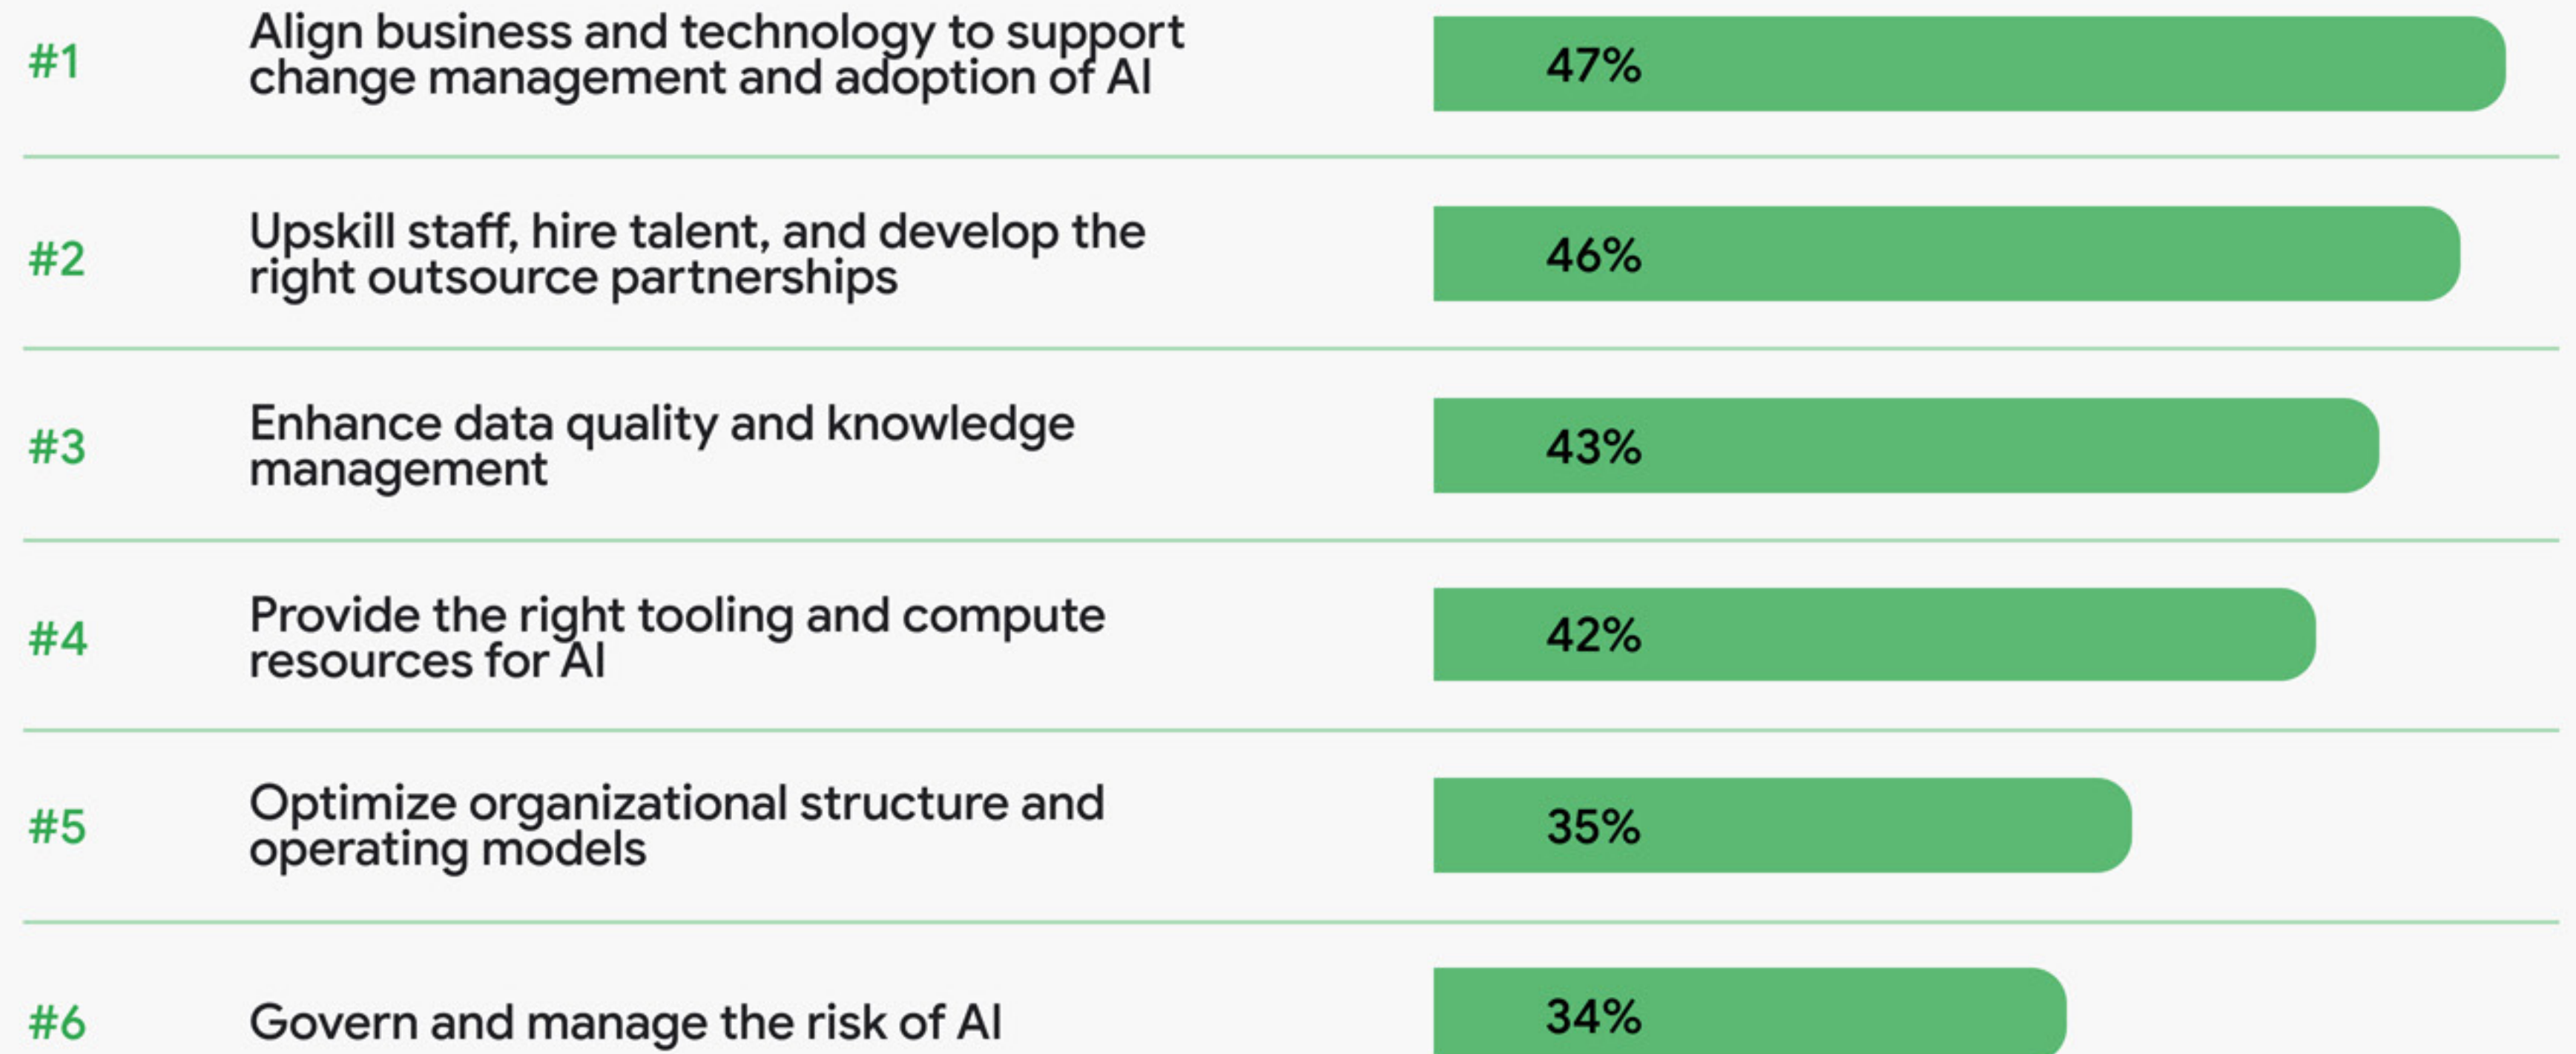 #1
Align business and technology to support
change management and adoption of AI
47%
#2
Upskill staff, hire talent, and develop the
right outsource partnerships
46%
#3
Enhance data quality and knowledge
management
43%
#4
Provide the right tooling and compute
resources for AI
42%
#5
Optimize organizational structure and
operating models
35%
#6
Govern and manage the risk of AI
34%